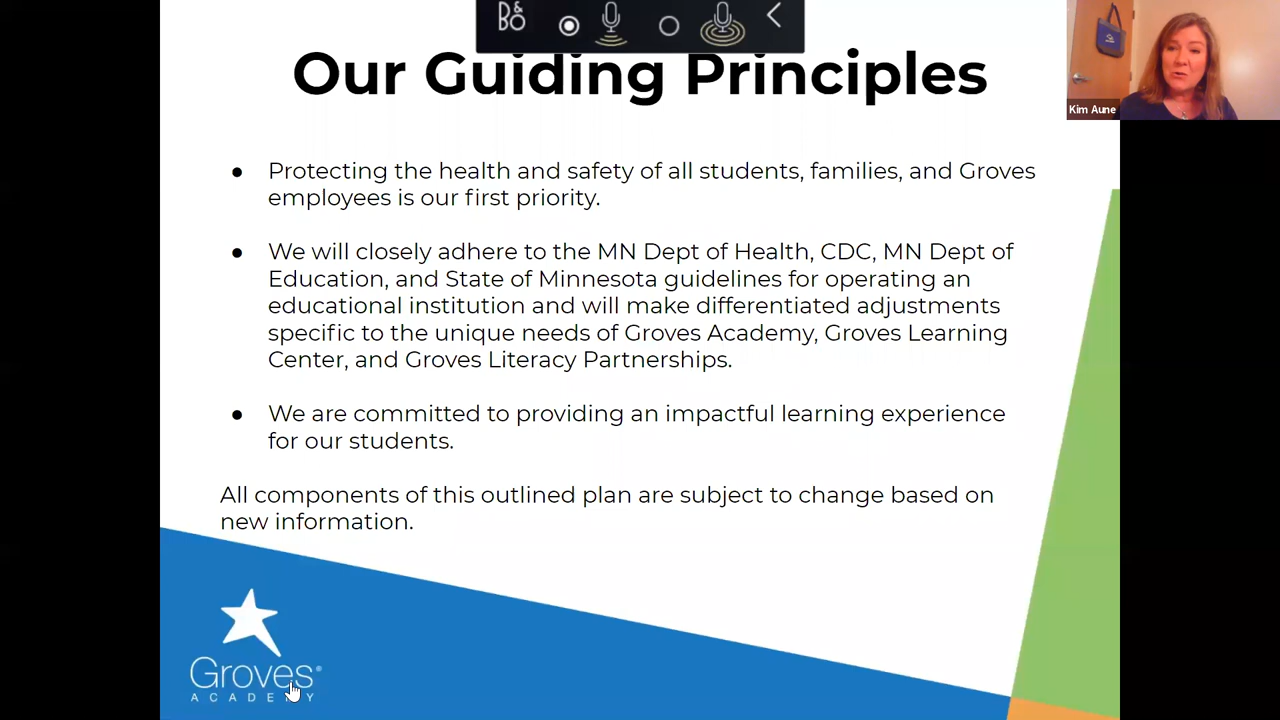 B&O
Our Guiding Principles
Kim Aune
● Protecting the health and safety of all students, families, and Groves
employees is our first priority.
● We will closely adhere to the MN Dept of Health, CDC, MN Dept of
Education, and State of Minnesota guidelines for operating an
educational institution and will make differentiated adjustments
specific to the unique needs of Groves Academy, Groves Learning
Center, and Groves Literacy Partnerships.
● We are committed to providing an impactful learning experience
for our students.
All components of this outlined plan are subject to change based on
new information.
Groves®
ACADEMY